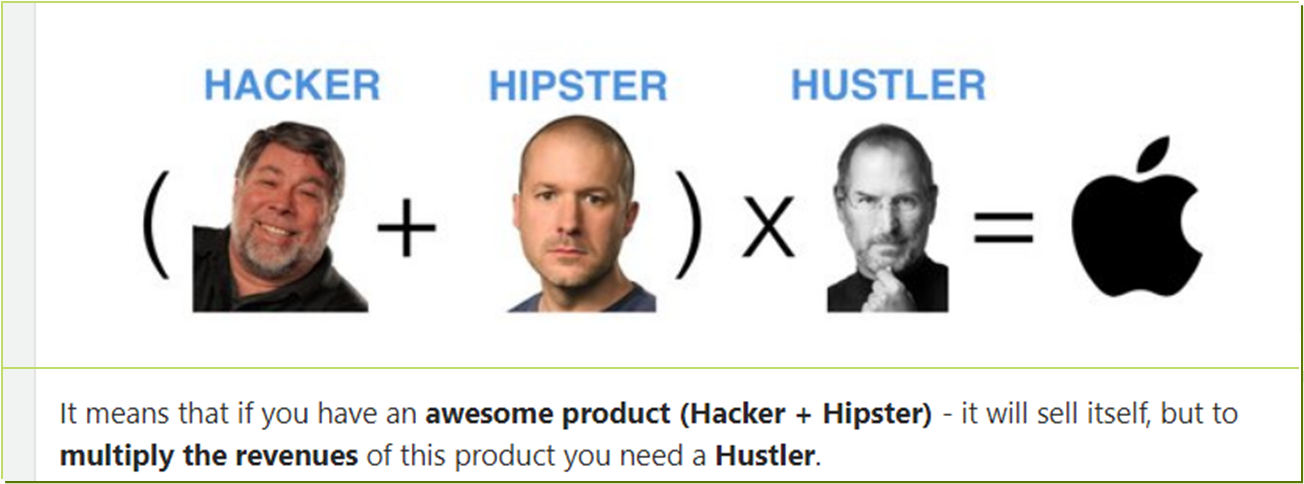 HACKER HIPSTER HUSTLER
( + ) X =
It means that if you have an awesome product (Hacker + Hipster) - it will sell itself, but to
multiply the revenues of this product you need a Hustler.